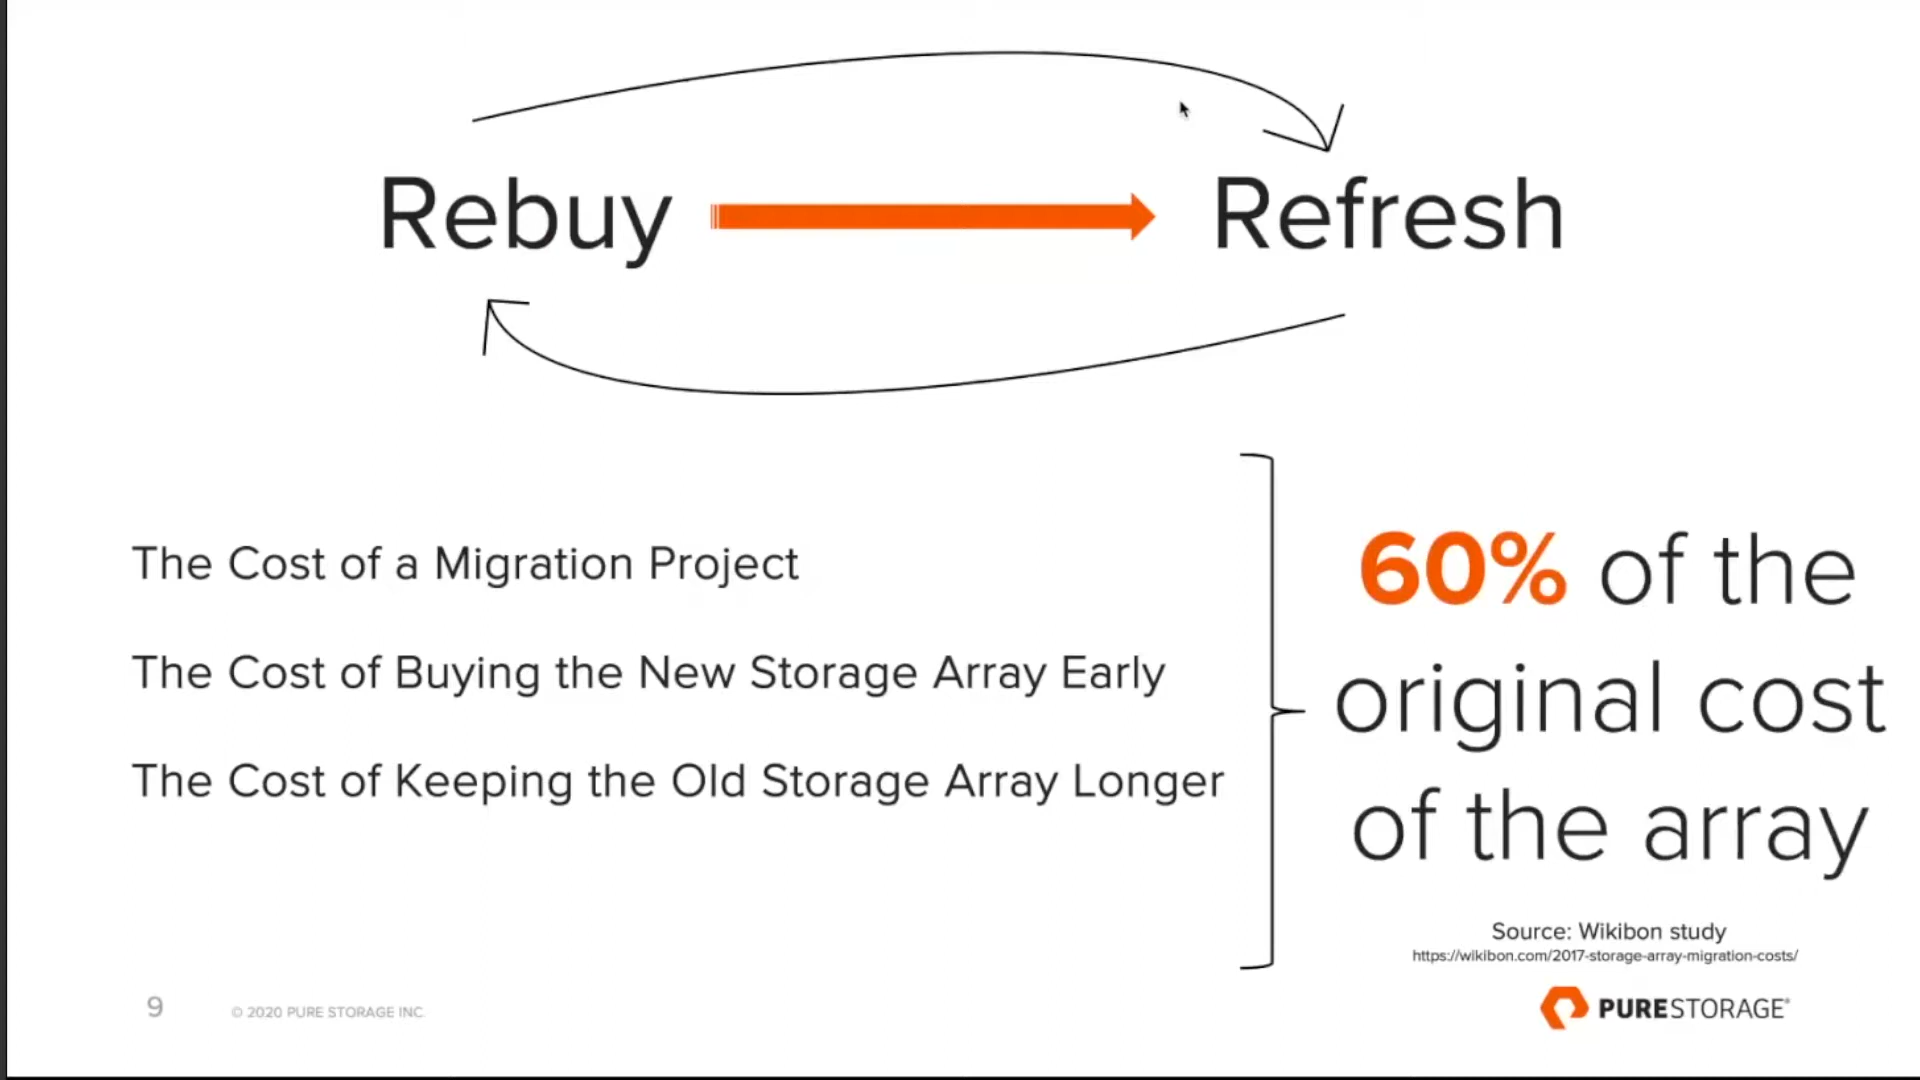 Rebuy
Refresh
The Cost of a Migration Project
The Cost of Buying the New Storage Array Early
The Cost of Keeping the Old Storage Array Longer
60% of the
original cost
of the array
Source: Wikibon study
https://wikibon.com/2017-storage-array-migration-costs/
9
© 2020 PURE STORAGE INC.
PURESTORAGE®